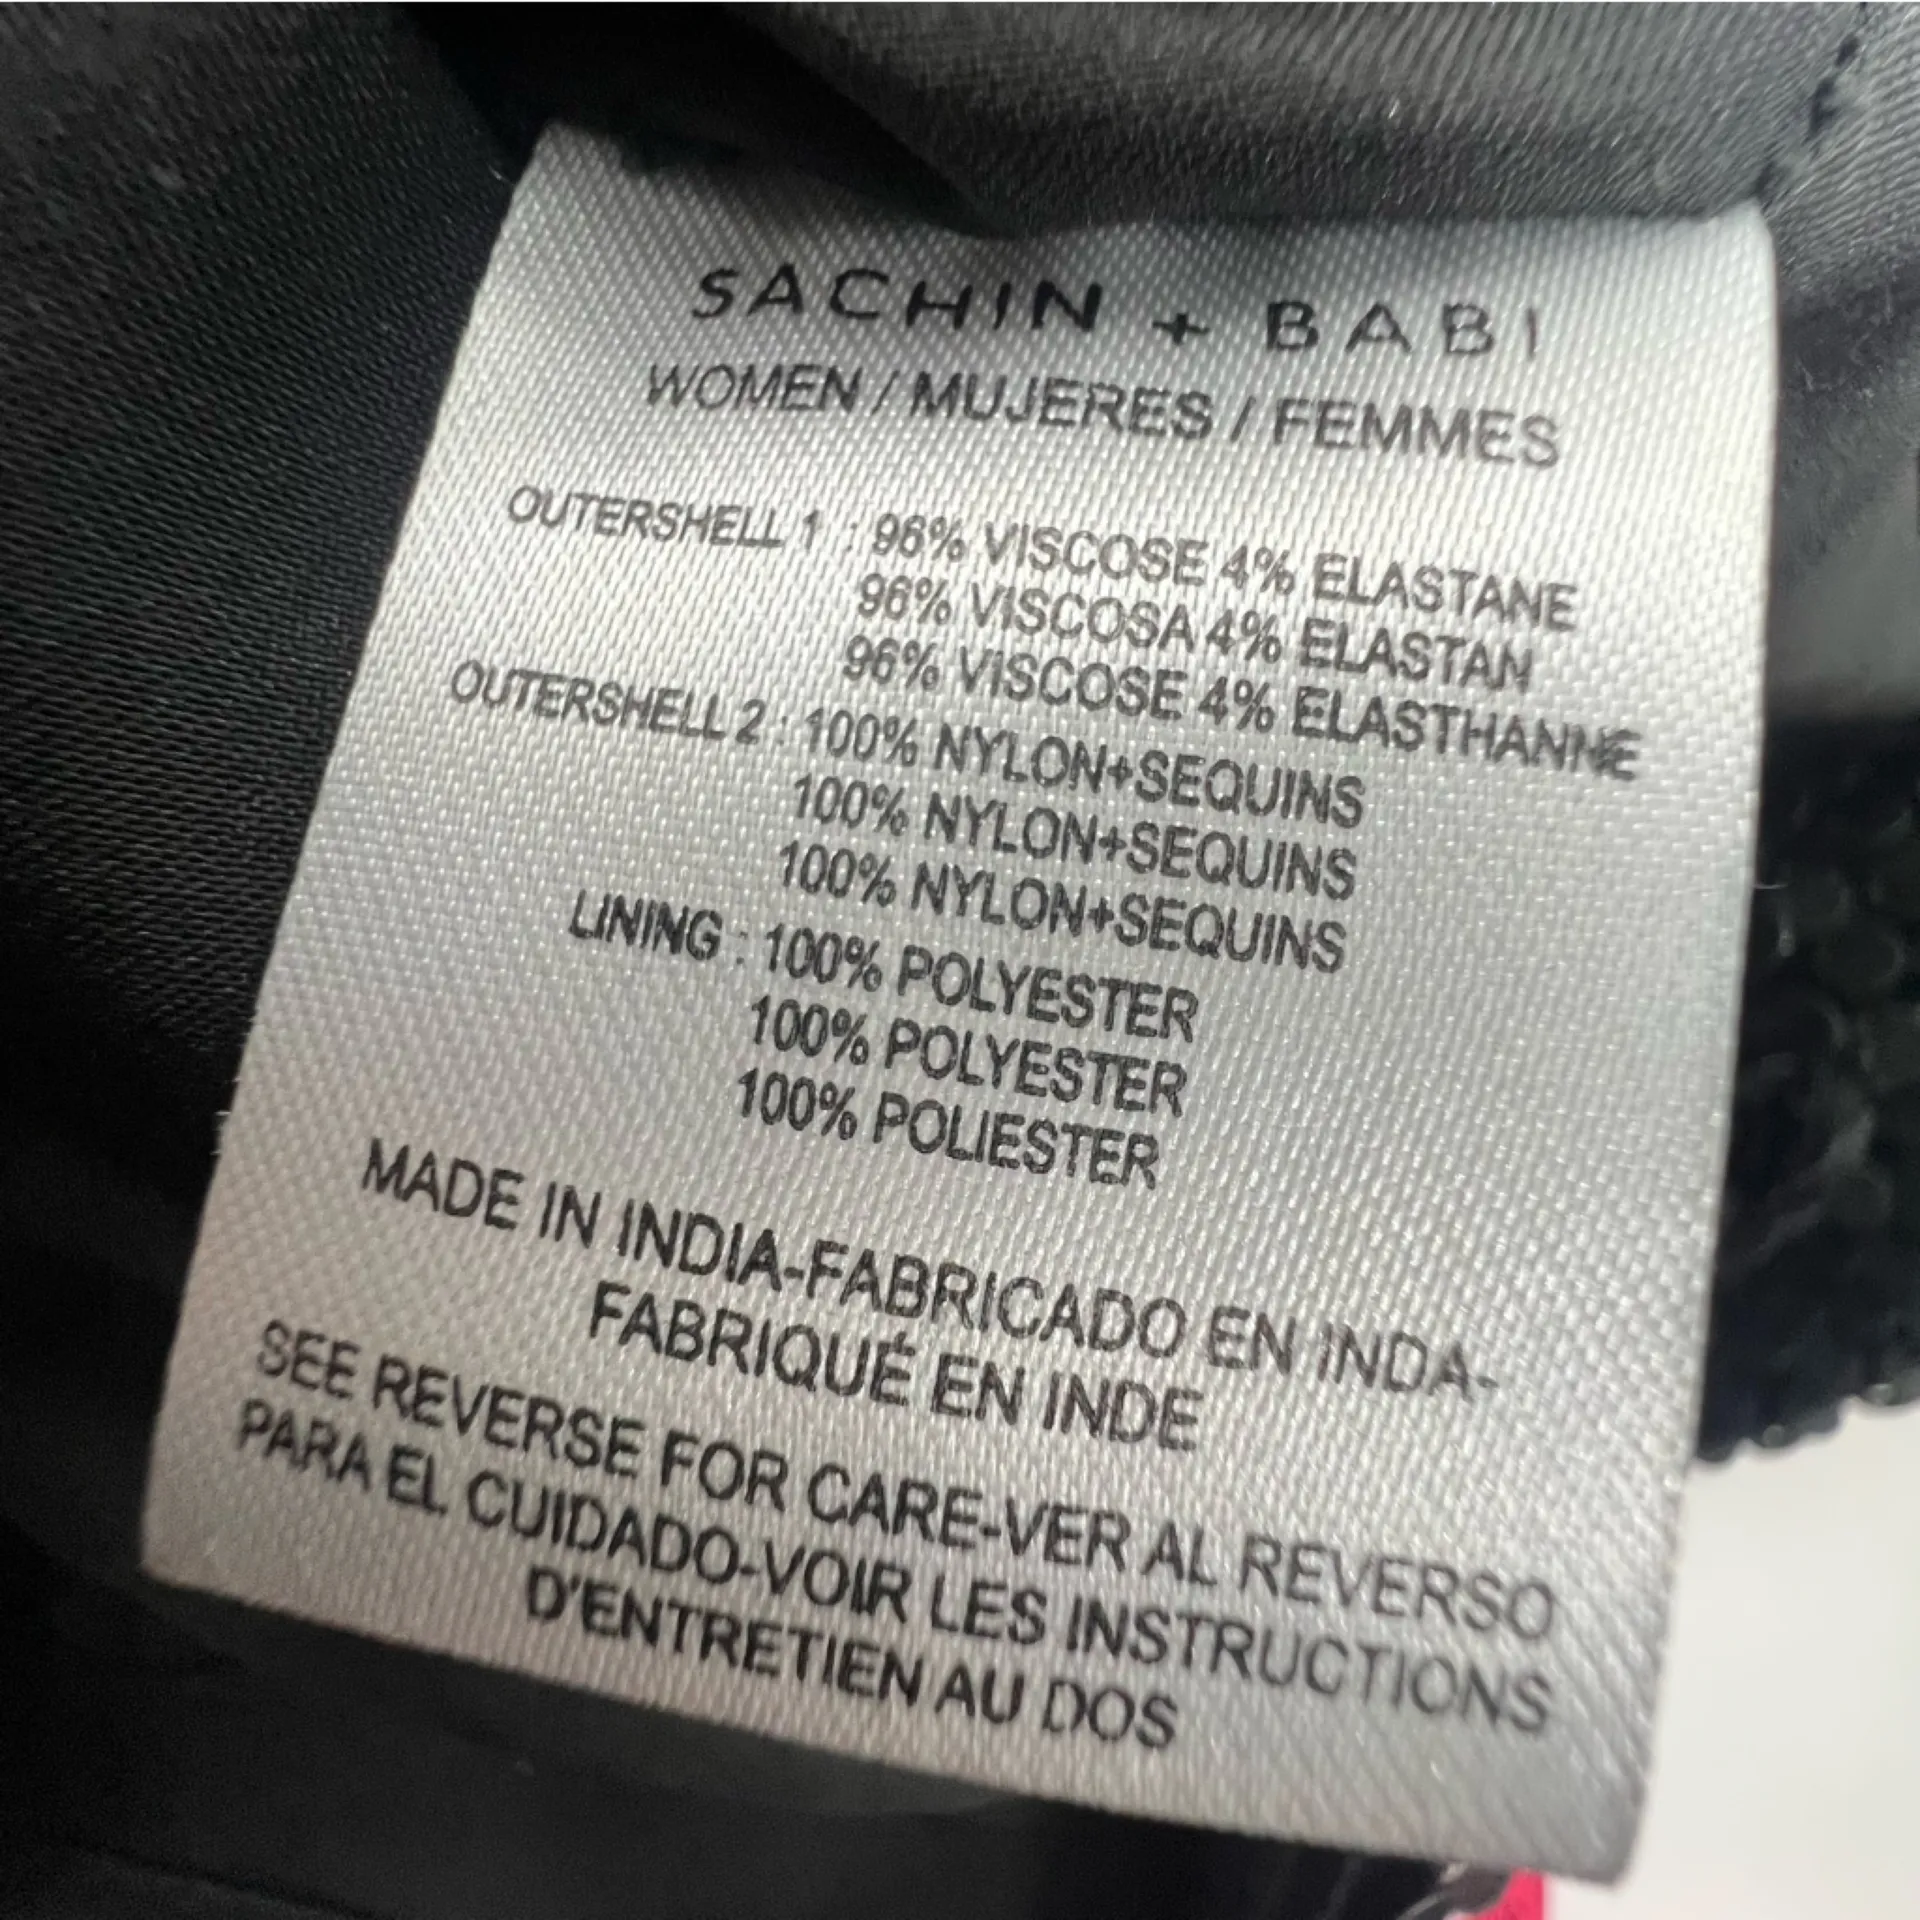 SACHIN + BABI
WOMEN / MUJERES / FEMMES
OUTERSHELL 1 : 96% VISCOSE 4% ELASTANE
96% VISCOSA 4% ELASTAN
96% VISCOSE 4% ELASTHANNE
OUTERSHELL 2 : 100% NYLON+SEQUINS
100% NYLON+SEQUINS
100% NYLON+SEQUINS
LINING : 100% POLYESTER
100% POLYESTER
100% POLIESTER
MADE IN INDIA-FABRICADO EN INDA-
FABRIQUÉ EN INDE
SEE REVERSE FOR CARE-VER AL REVERSO
PARA EL CUIDADO-VOIR LES INSTRUCTIONS
D'ENTRETIEN AU DOS